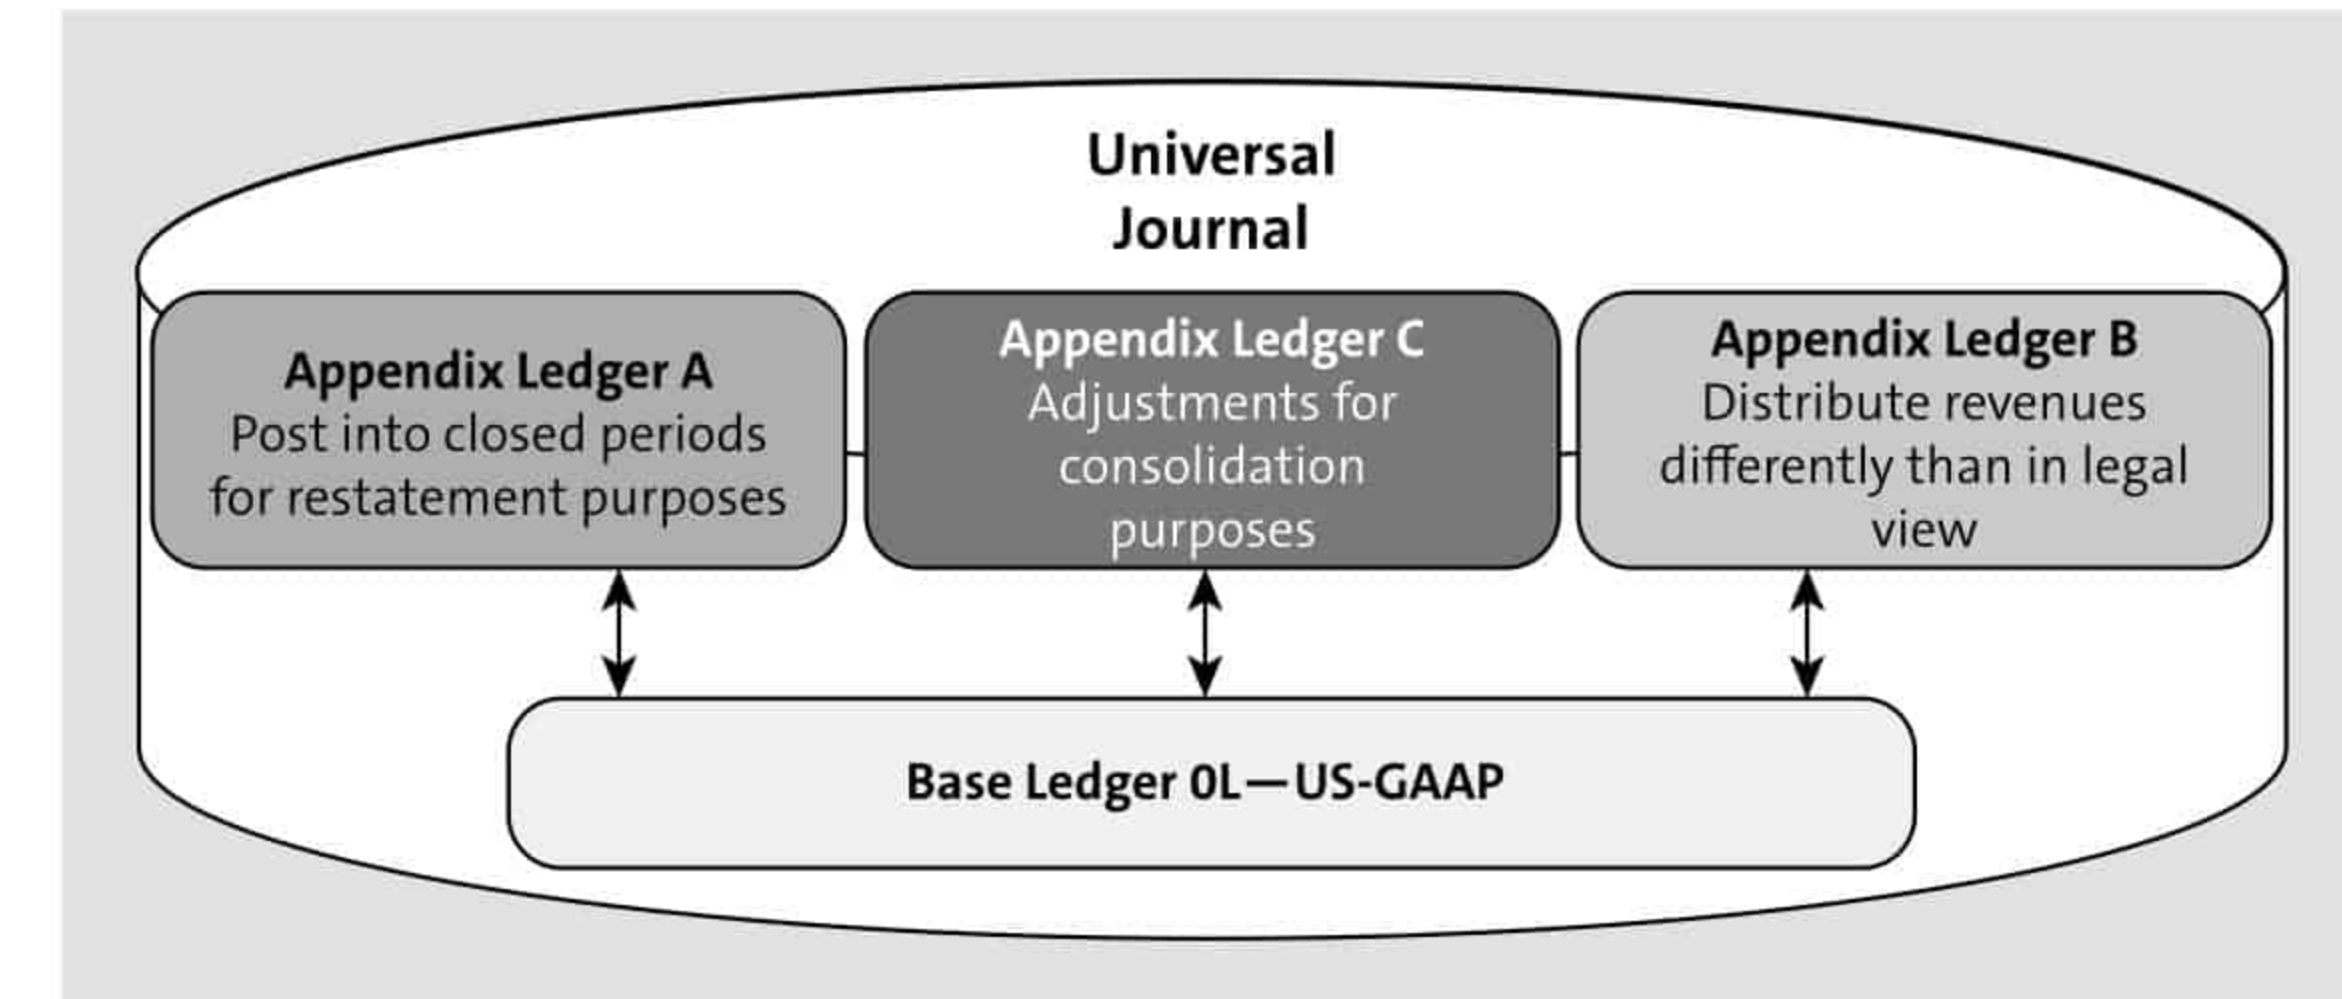 Universal
Journal
Appendix Ledger A
Post into closed periods
for restatement purposes
Appendix Ledger C
Adjustments for
consolidation
purposes
Appendix Ledger B
Distribute revenues
differently than in legal
view
Base Ledger 0L—US-GAAP